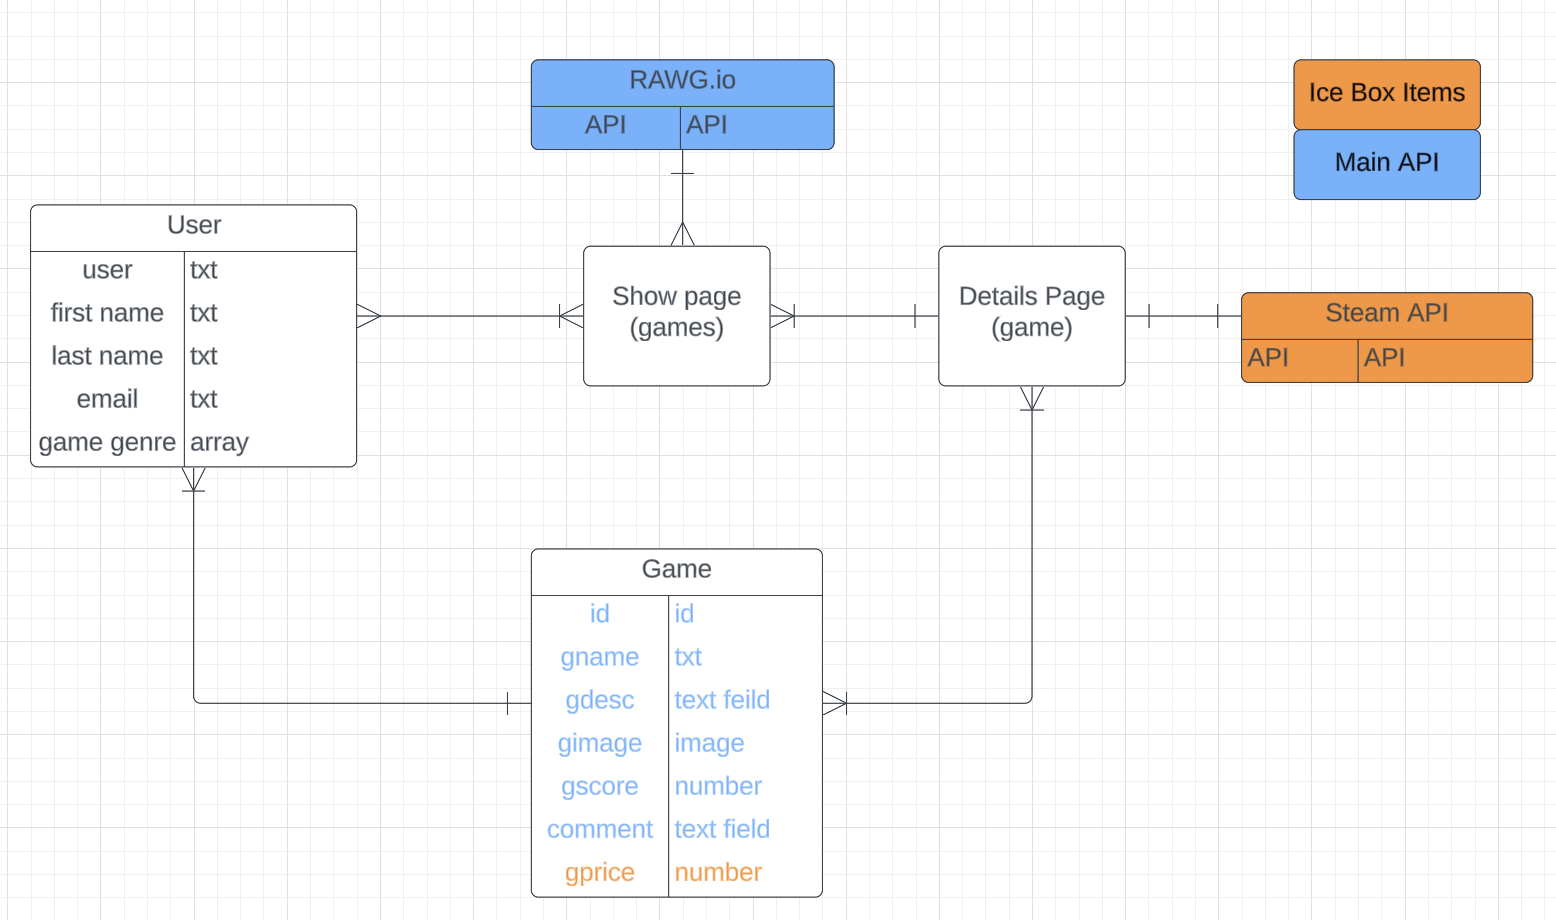 RAWG.io
API API
Ice Box Items
Main API
User
user txt
first name txt
last name txt
email txt
game genre array
Show page
(games)
Details Page
(game)
Steam API
API API
Game
id id
gname txt
gdesc text feild
gimage image
gscore number
comment text field
gprice number